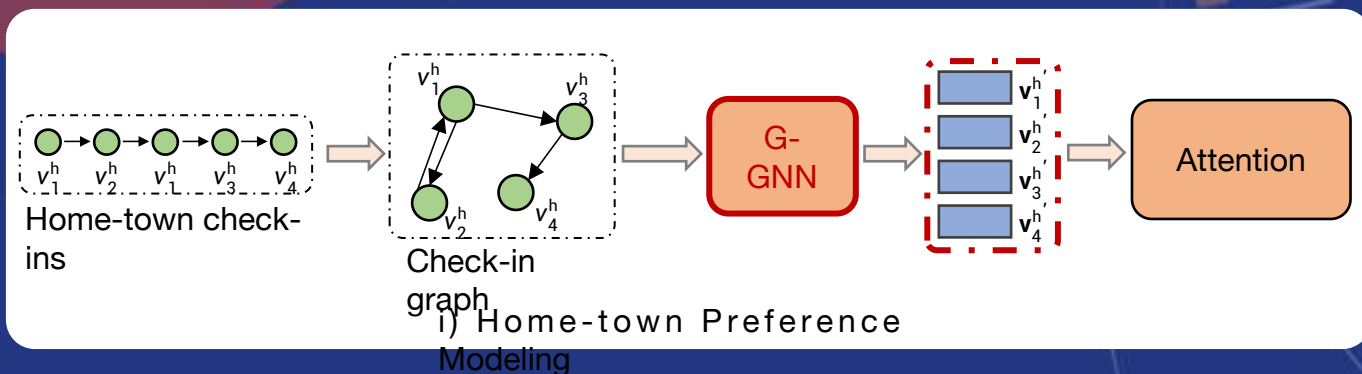 v₁ʰ
v₃ʰ
v₁ʰ v₂ʰ v₁ʰ v₃ʰ v₄ʰ
v₂ʰ
v₄ʰ
G-
GNN
𝐯₁ʰ′
𝐯₂ʰ′
𝐯₃ʰ′
𝐯₄ʰ′
Attention
Home-town check-
ins
Check-in
graph
i) Home-town Preference
Modeling